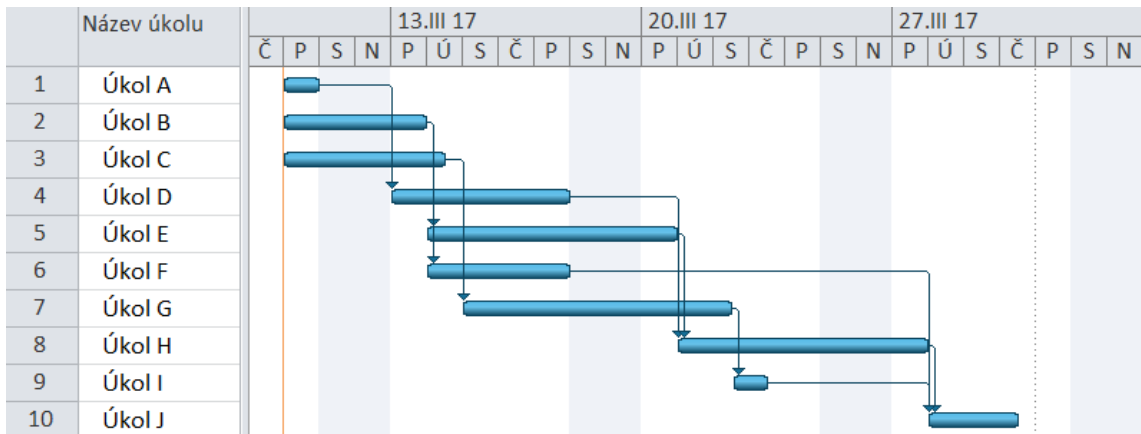 Název úkolu 13.III 17 20.III 17 27.III 17
Č P S N P Ú S Č P S N P Ú S Č P S N P Ú S Č P S N
1 Úkol A
2 Úkol B
3 Úkol C
4 Úkol D
5 Úkol E
6 Úkol F
7 Úkol G
8 Úkol H
9 Úkol I
10 Úkol J